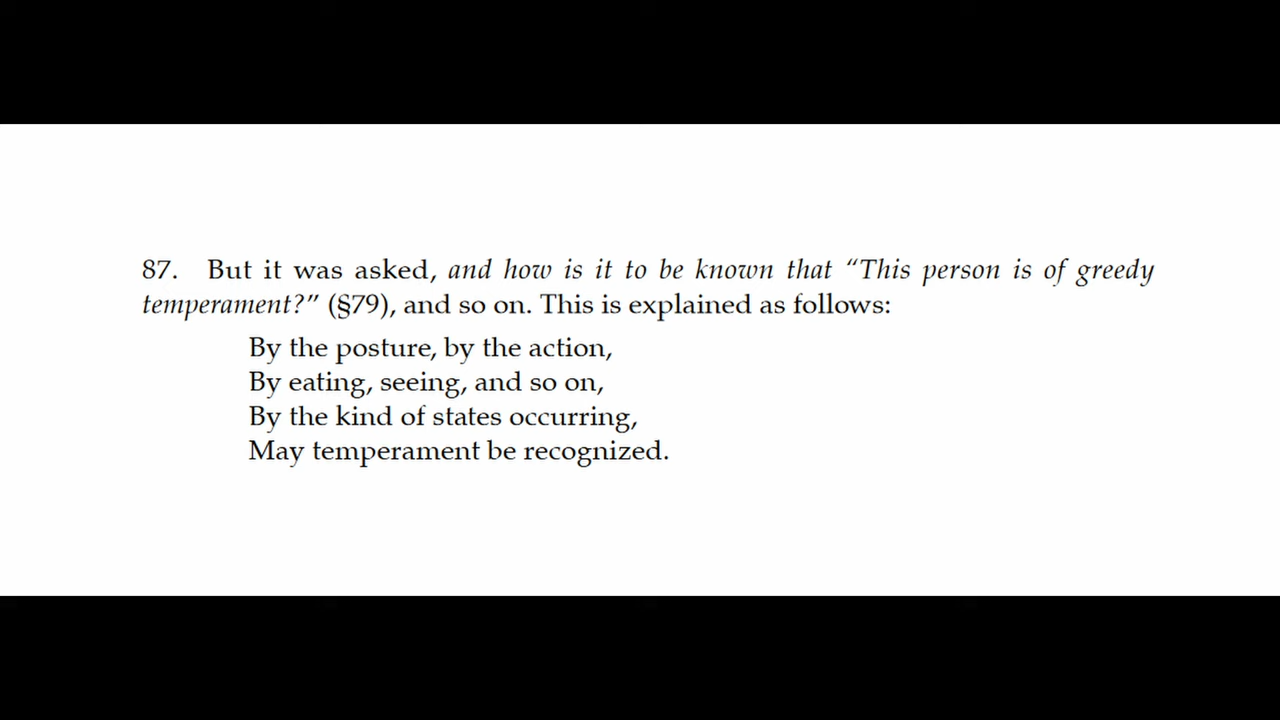 87. But it was asked, and how is it to be known that “This person is of greedy
temperament?” (§79), and so on. This is explained as follows:
By the posture, by the action,
By eating, seeing, and so on,
By the kind of states occurring,
May temperament be recognized.